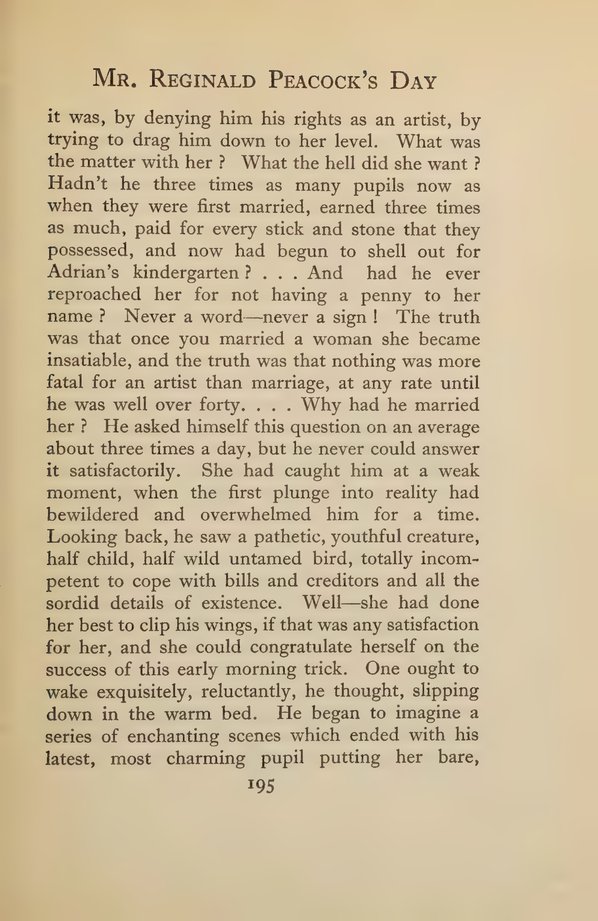 Mr. Reginald Peacock's Day
it was, by denying him his rights as an artist, by
trying to drag him down to her level. What was
the matter with her ? What the hell did she want ?
Hadn't he three times as many pupils now as
when they were first married, earned three times
as much, paid for every stick and stone that they
possessed, and now had begun to shell out for
Adrian's kindergarten ? . . . And had he ever
reproached her for not having a penny to her
name ? Never a word—never a sign ! The truth
was that once you married a woman she became
insatiable, and the truth was that nothing was more
fatal for an artist than marriage, at any rate until
he was well over forty. . . . Why had he married
her ? He asked himself this question on an average
about three times a day, but he never could answer
it satisfactorily. She had caught him at a weak
moment, when the first plunge into reality had
bewildered and overwhelmed him for a time.
Looking back, he saw a pathetic, youthful creature,
half child, half wild untamed bird, totally incom-
petent to cope with bills and creditors and all the
sordid details of existence. Well—she had done
her best to clip his wings, if that was any satisfaction
for her, and she could congratulate herself on the
success of this early morning trick. One ought to
wake exquisitely, reluctantly, he thought, slipping
down in the warm bed. He began to imagine a
series of enchanting scenes which ended with his
latest, most charming pupil putting her bare,
195